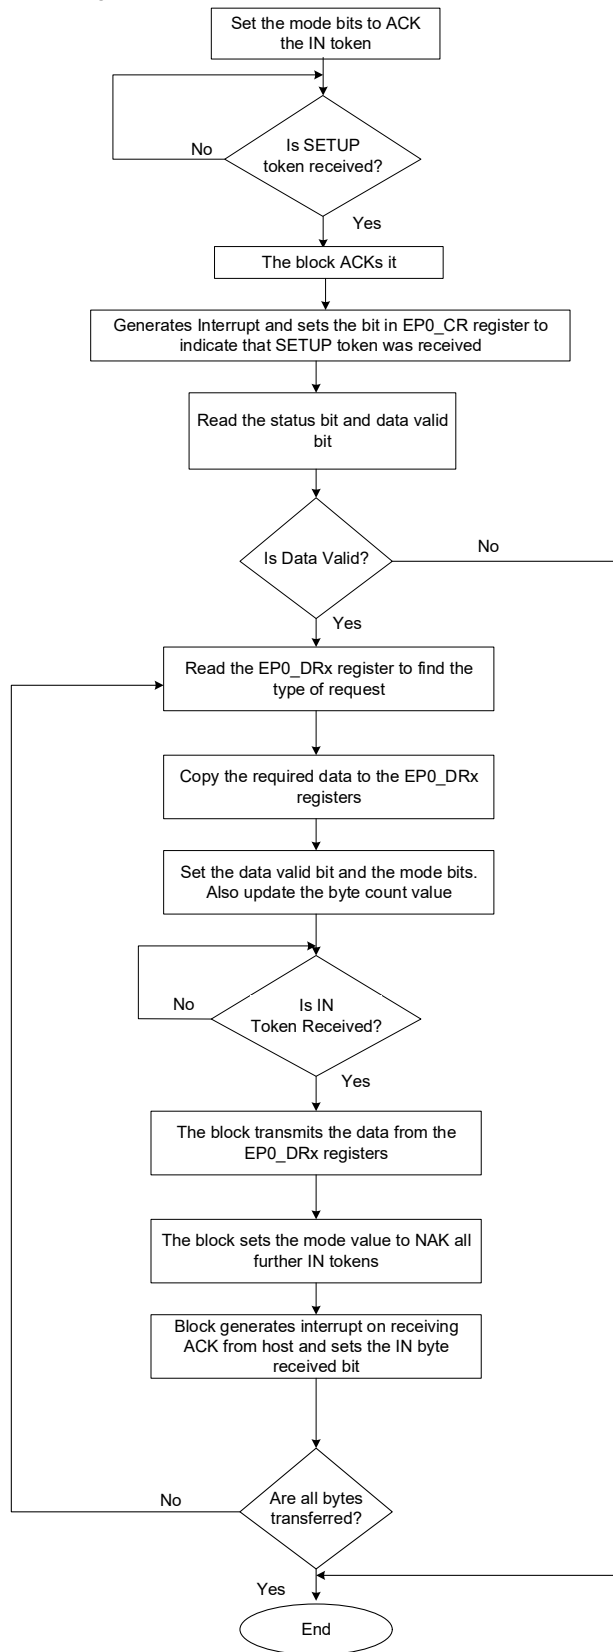 Set the mode bits to ACK
the IN token
Is SETUP
token received?
No
Yes
The block ACKs it
Generates Interrupt and sets the bit in EP0_CR register to
indicate that SETUP token was received
Read the status bit and data valid
bit
Is Data Valid?
No
Yes
Read the EP0_DRx register to find the
type of request
Copy the required data to the EP0_DRx
registers
Set the data valid bit and the mode bits.
Also update the byte count value
Is IN
Token Received?
No
Yes
The block transmits the data from the
EP0_DRx registers
The block sets the mode value to NAK all
further IN tokens
Block generates interrupt on receiving
ACK from host and sets the IN byte
received bit
Are all bytes
transferred?
No
Yes
End